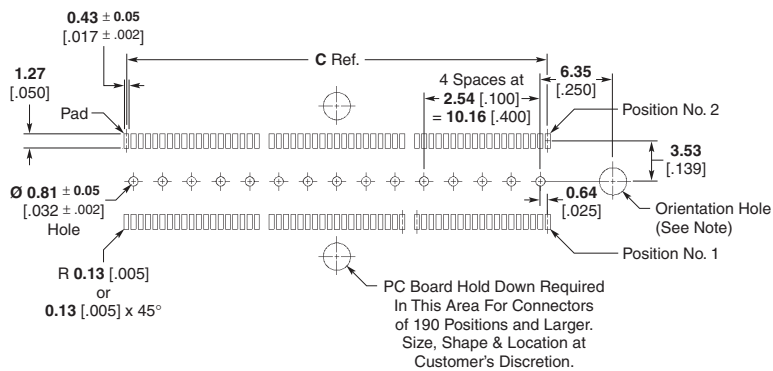 0.43 ± 0.05
[.017 ± .002]
C Ref.
1.27
[.050]
Pad
4 Spaces at
2.54 [.100]
= 10.16 [.400]
6.35
[.250]
Position No. 2
3.53
[.139]
Ø 0.81 ± 0.05
[.032 ± .002]
Hole
0.64
[.025]
Orientation Hole
(See Note)
Position No. 1
R 0.13 [.005]
or
0.13 [.005] x 45°
PC Board Hold Down Required
In This Area For Connectors
of 190 Positions and Larger.
Size, Shape & Location at
Customer's Discretion.